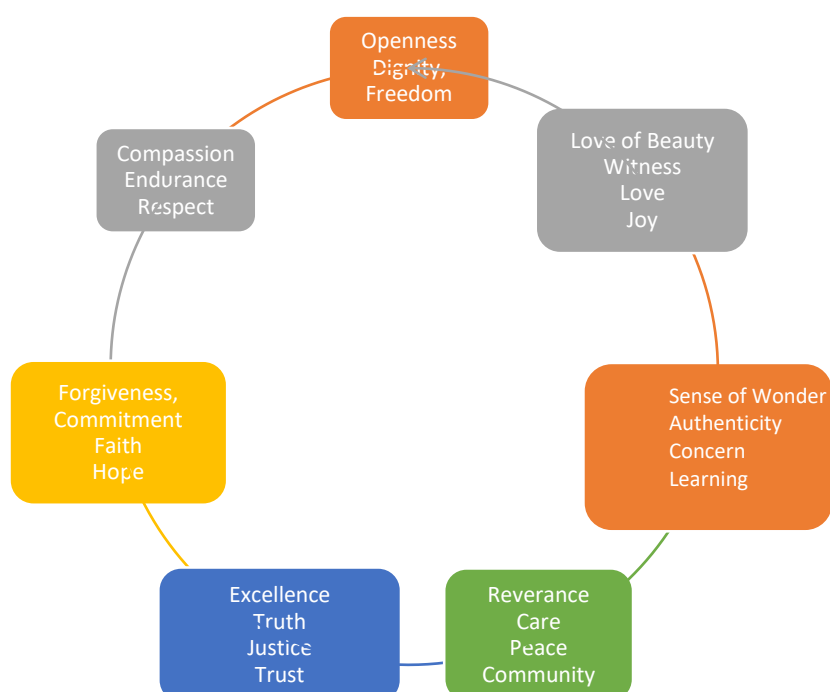 Openness
Dignity,
Freedom
Love of Beauty
Witness
Love
Joy
Sense of Wonder
Authenticity
Concern
Learning
Reverance
Care
Peace
Community
Excellence
Truth
Justice
Trust
Forgiveness,
Commitment
Faith
Hope
Compassion
Endurance
Respect